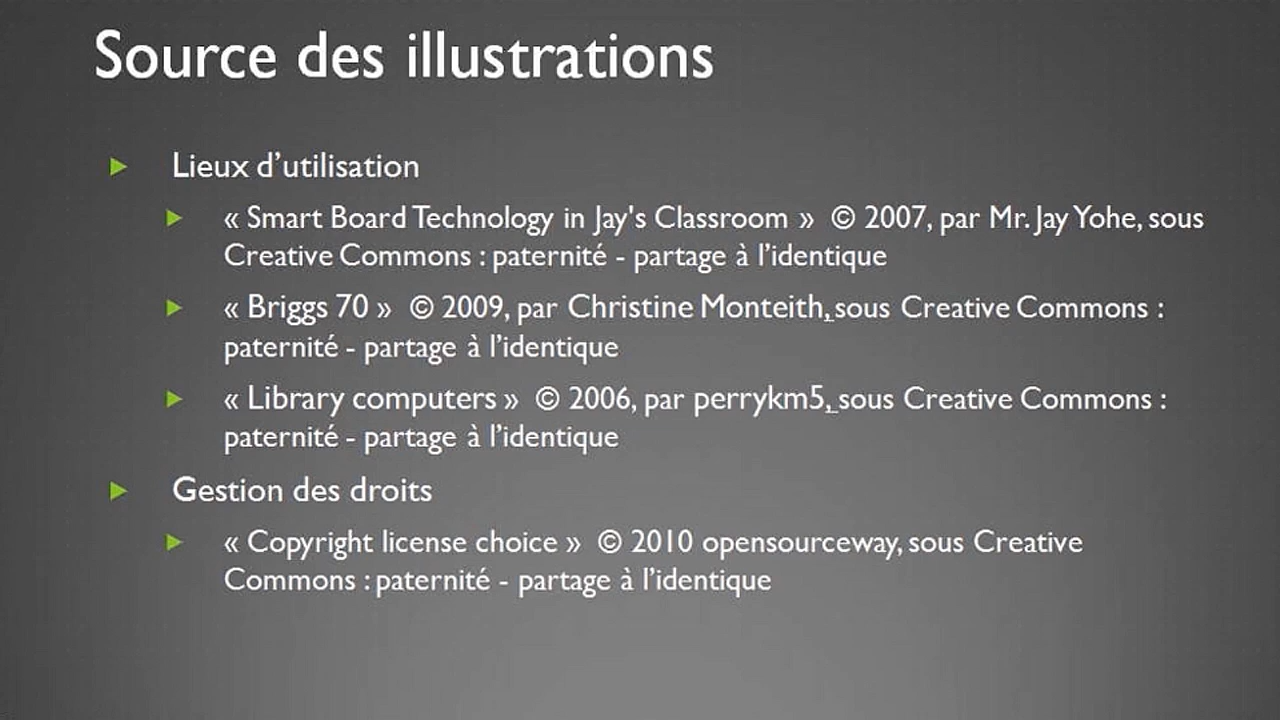 Source des illustrations
Lieux d’utilisation
« Smart Board Technology in Jay's Classroom » © 2007, par Mr. Jay Yohe, sous
Creative Commons : paternité - partage à l’identique
« Briggs 70 » © 2009, par Christine Monteith, sous Creative Commons :
paternité - partage à l’identique
« Library computers » © 2006, par perrykm5, sous Creative Commons :
paternité - partage à l’identique
Gestion des droits
« Copyright license choice » © 2010 opensourceway, sous Creative
Commons : paternité - partage à l’identique